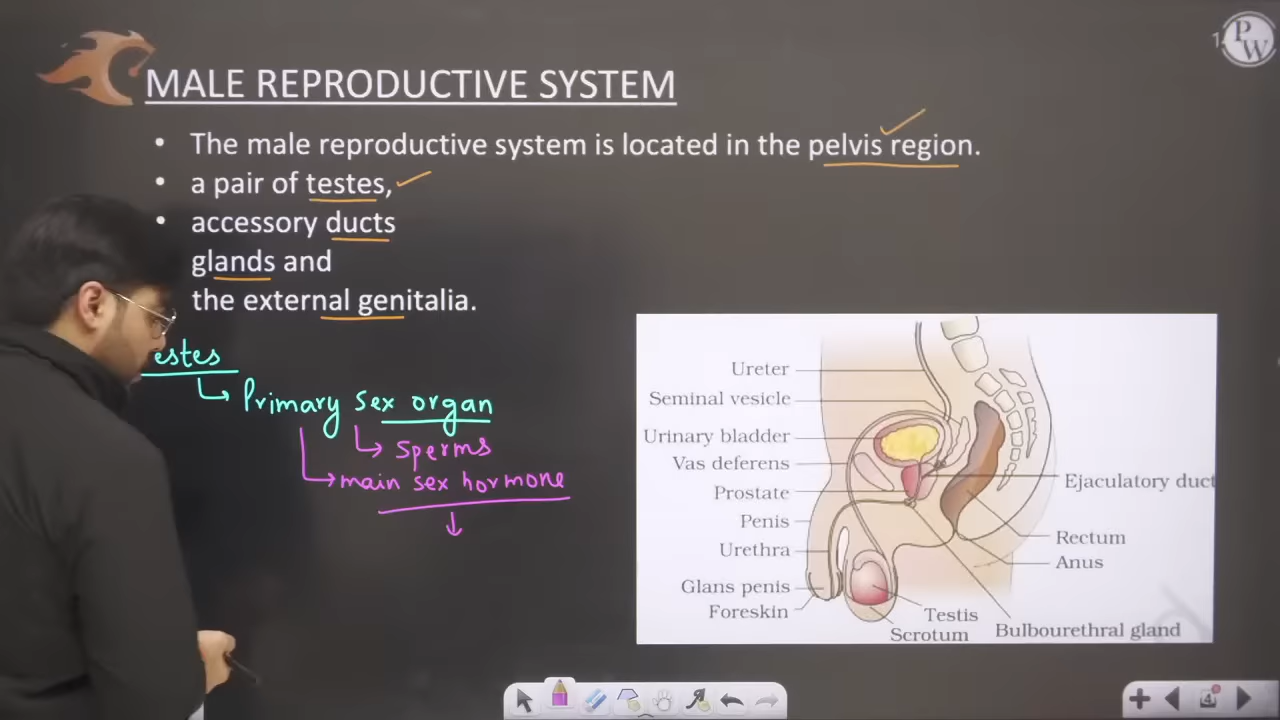 PW
MALE REPRODUCTIVE SYSTEM
• The male reproductive system is located in the pelvis region.
• a pair of testes,
• accessory ducts
glands and
the external genitalia.
estes
Primary sex organ
sperms
main sex hormone
Ureter
Seminal vesicle
Urinary bladder
Vas deferens
Prostate
Penis
Urethra
Glans penis
Foreskin
Ejaculatory duct
Rectum
Anus
Testis
Scrotum
Bulbourethral gland
4